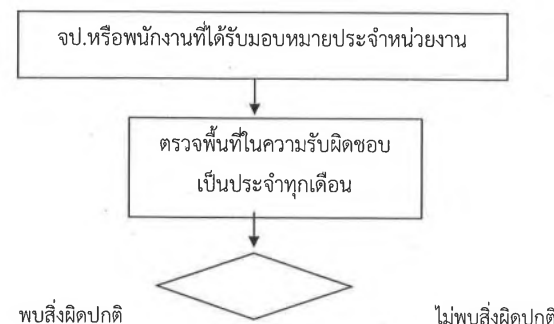 จป.หรือพนักงานที่ได้รับมอบหมายประจำหน่วยงาน
ตรวจพื้นที่ในความรับผิดชอบ
เป็นประจำทุกเดือน
พบสิ่งผิดปกติ
ไม่พบสิ่งผิดปกติ